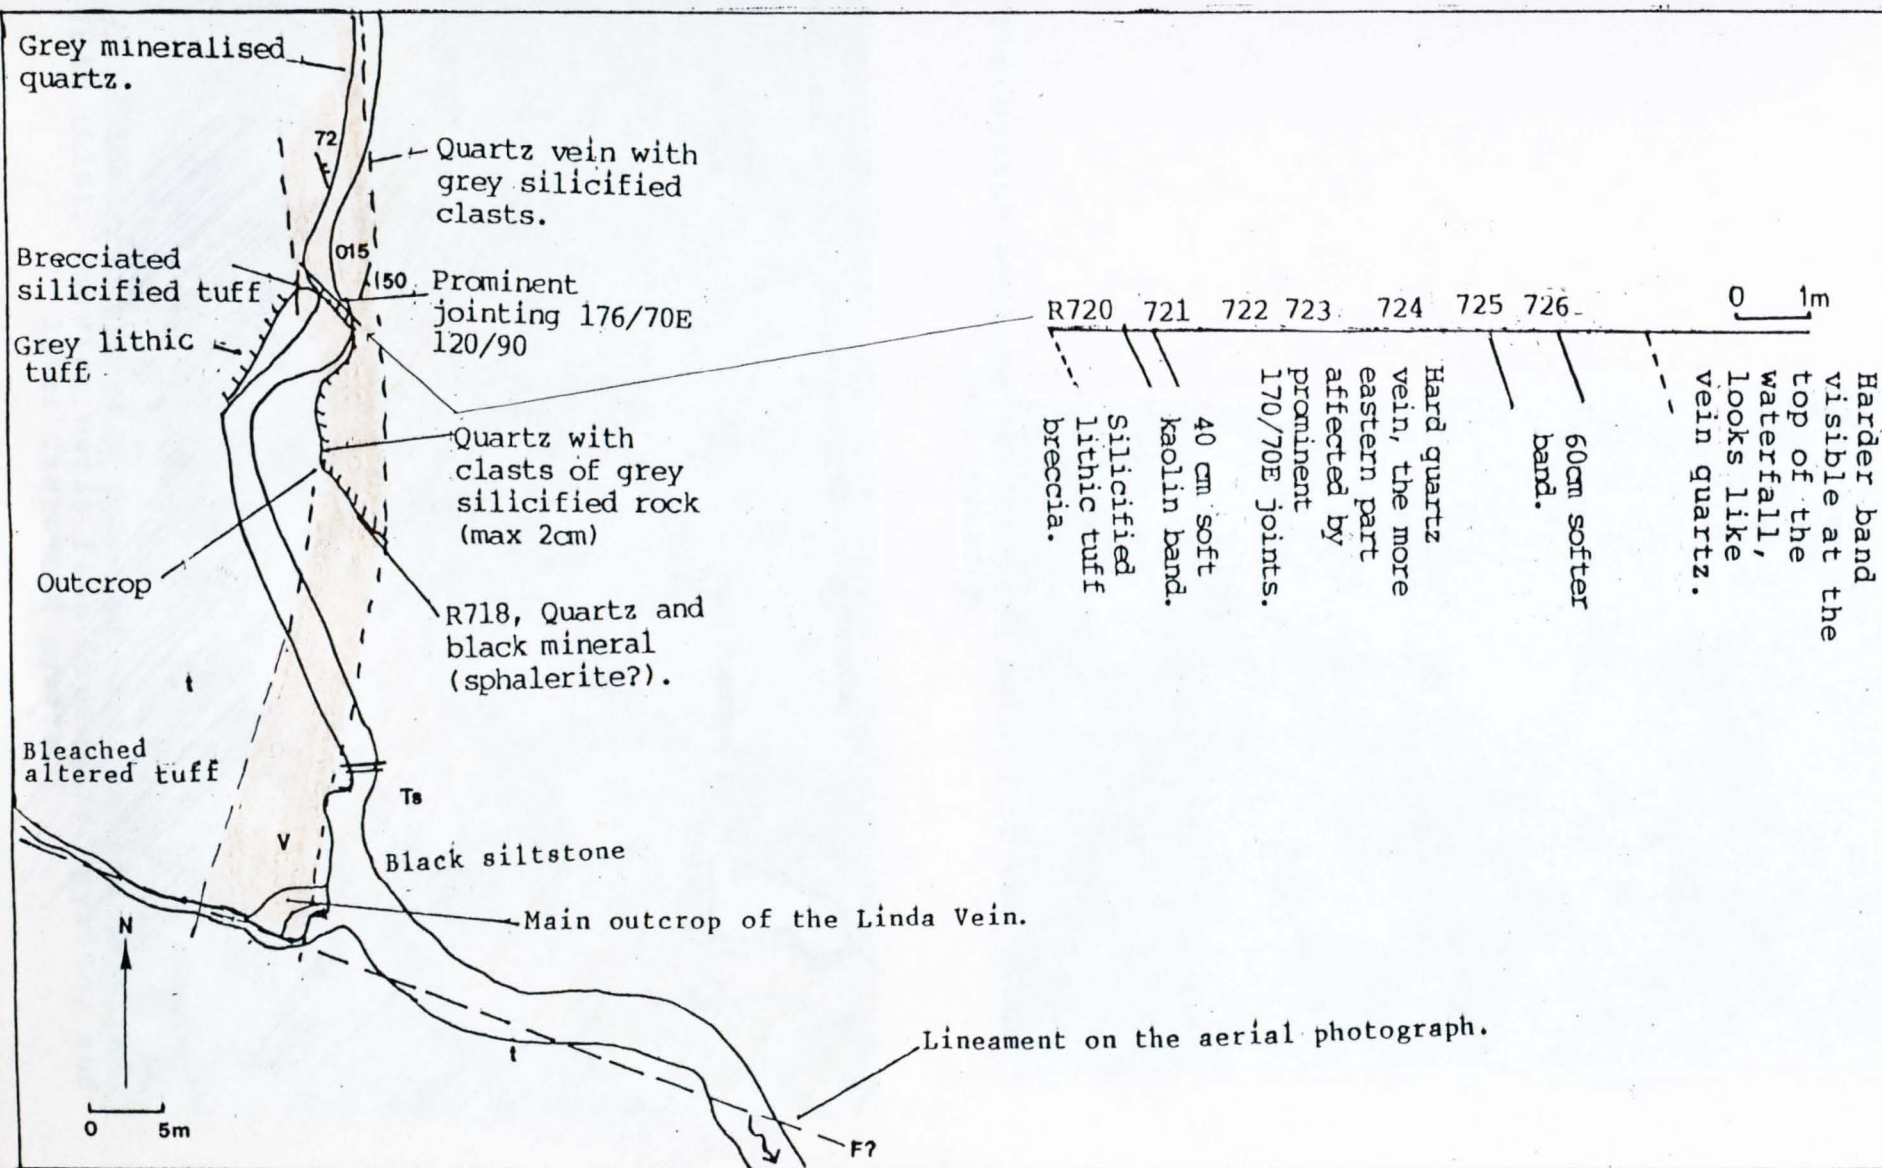 Grey mineralised
quartz.
72
Quartz vein with
grey silicified
clasts.
Brecciated
silicified tuff
015
50
Prominent
jointing 176/70E
120/90
Grey lithic
tuff
Quartz with
clasts of grey
silicified rock
(max 2cm)
Outcrop
R718, Quartz and
black mineral
(sphalerite?).
t
Bleached
altered tuff
Ts
V
Black siltstone
Main outcrop of the Linda Vein.
N
Lineament on the aerial photograph.
t
F?
0 5m
R720 721 722 723 724 725 726
0 1m
Silicified
lithic tuff
breccia.
40 cm soft
kaolin band.
Hard quartz
vein, the more
eastern part
affected by
prominent
170/70E joints.
60cm softer
band.
Harder band
visible at the
top of the
waterfall,
looks like
vein quartz.